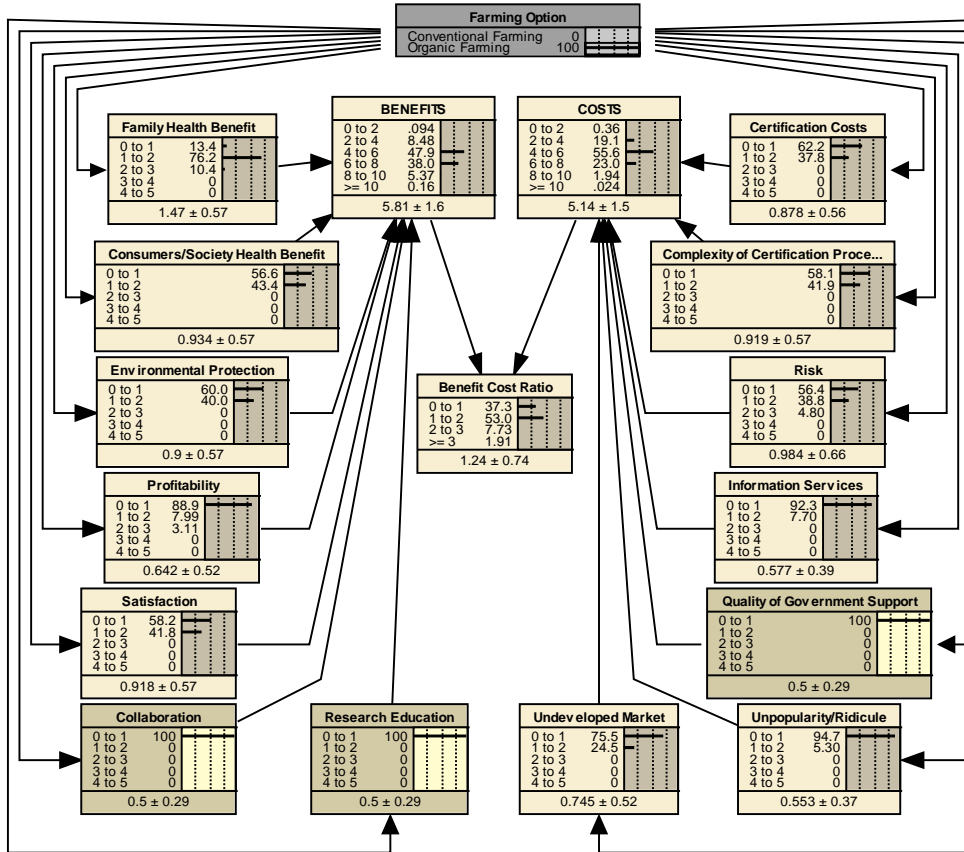 Farming Option
Conventional Farming 0
Organic Farming 100
BENEFITS
0 to 2 .094
2 to 4 8.48
4 to 6 47.9
6 to 8 38.0
8 to 10 5.37
>= 10 0.16
5.81 ± 1.6
COSTS
0 to 2 0.36
2 to 4 19.1
4 to 6 55.6
6 to 8 23.0
8 to 10 1.94
>= 10 .024
5.14 ± 1.5
Family Health Benefit
0 to 1 13.4
1 to 2 76.2
2 to 3 10.4
3 to 4 0
4 to 5 0
1.47 ± 0.57
Certification Costs
0 to 1 62.2
1 to 2 37.8
2 to 3 0
3 to 4 0
4 to 5 0
0.878 ± 0.56
Consumers/Society Health Benefit
0 to 1 56.6
1 to 2 43.4
2 to 3 0
3 to 4 0
4 to 5 0
0.934 ± 0.57
Complexity of Certification Proce...
0 to 1 58.1
1 to 2 41.9
2 to 3 0
3 to 4 0
4 to 5 0
0.919 ± 0.57
Environmental Protection
0 to 1 60.0
1 to 2 40.0
2 to 3 0
3 to 4 0
4 to 5 0
0.9 ± 0.57
Benefit Cost Ratio
0 to 1 37.3
1 to 2 53.0
2 to 3 7.73
>= 3 1.91
1.24 ± 0.74
Risk
0 to 1 56.4
1 to 2 38.8
2 to 3 4.80
3 to 4 0
4 to 5 0
0.984 ± 0.66
Profitability
0 to 1 88.9
1 to 2 7.99
2 to 3 3.11
3 to 4 0
4 to 5 0
0.642 ± 0.52
Information Services
0 to 1 92.3
1 to 2 7.70
2 to 3 0
3 to 4 0
4 to 5 0
0.577 ± 0.39
Satisfaction
0 to 1 58.2
1 to 2 41.8
2 to 3 0
3 to 4 0
4 to 5 0
0.918 ± 0.57
Quality of Government Support
0 to 1 100
1 to 2 0
2 to 3 0
3 to 4 0
4 to 5 0
0.5 ± 0.29
Collaboration
0 to 1 100
1 to 2 0
2 to 3 0
3 to 4 0
4 to 5 0
0.5 ± 0.29
Research Education
0 to 1 100
1 to 2 0
2 to 3 0
3 to 4 0
4 to 5 0
0.5 ± 0.29
Undeveloped Market
0 to 1 75.5
1 to 2 24.5
2 to 3 0
3 to 4 0
4 to 5 0
0.745 ± 0.52
Unpopularity/Ridicule
0 to 1 94.7
1 to 2 5.30
2 to 3 0
3 to 4 0
4 to 5 0
0.553 ± 0.37